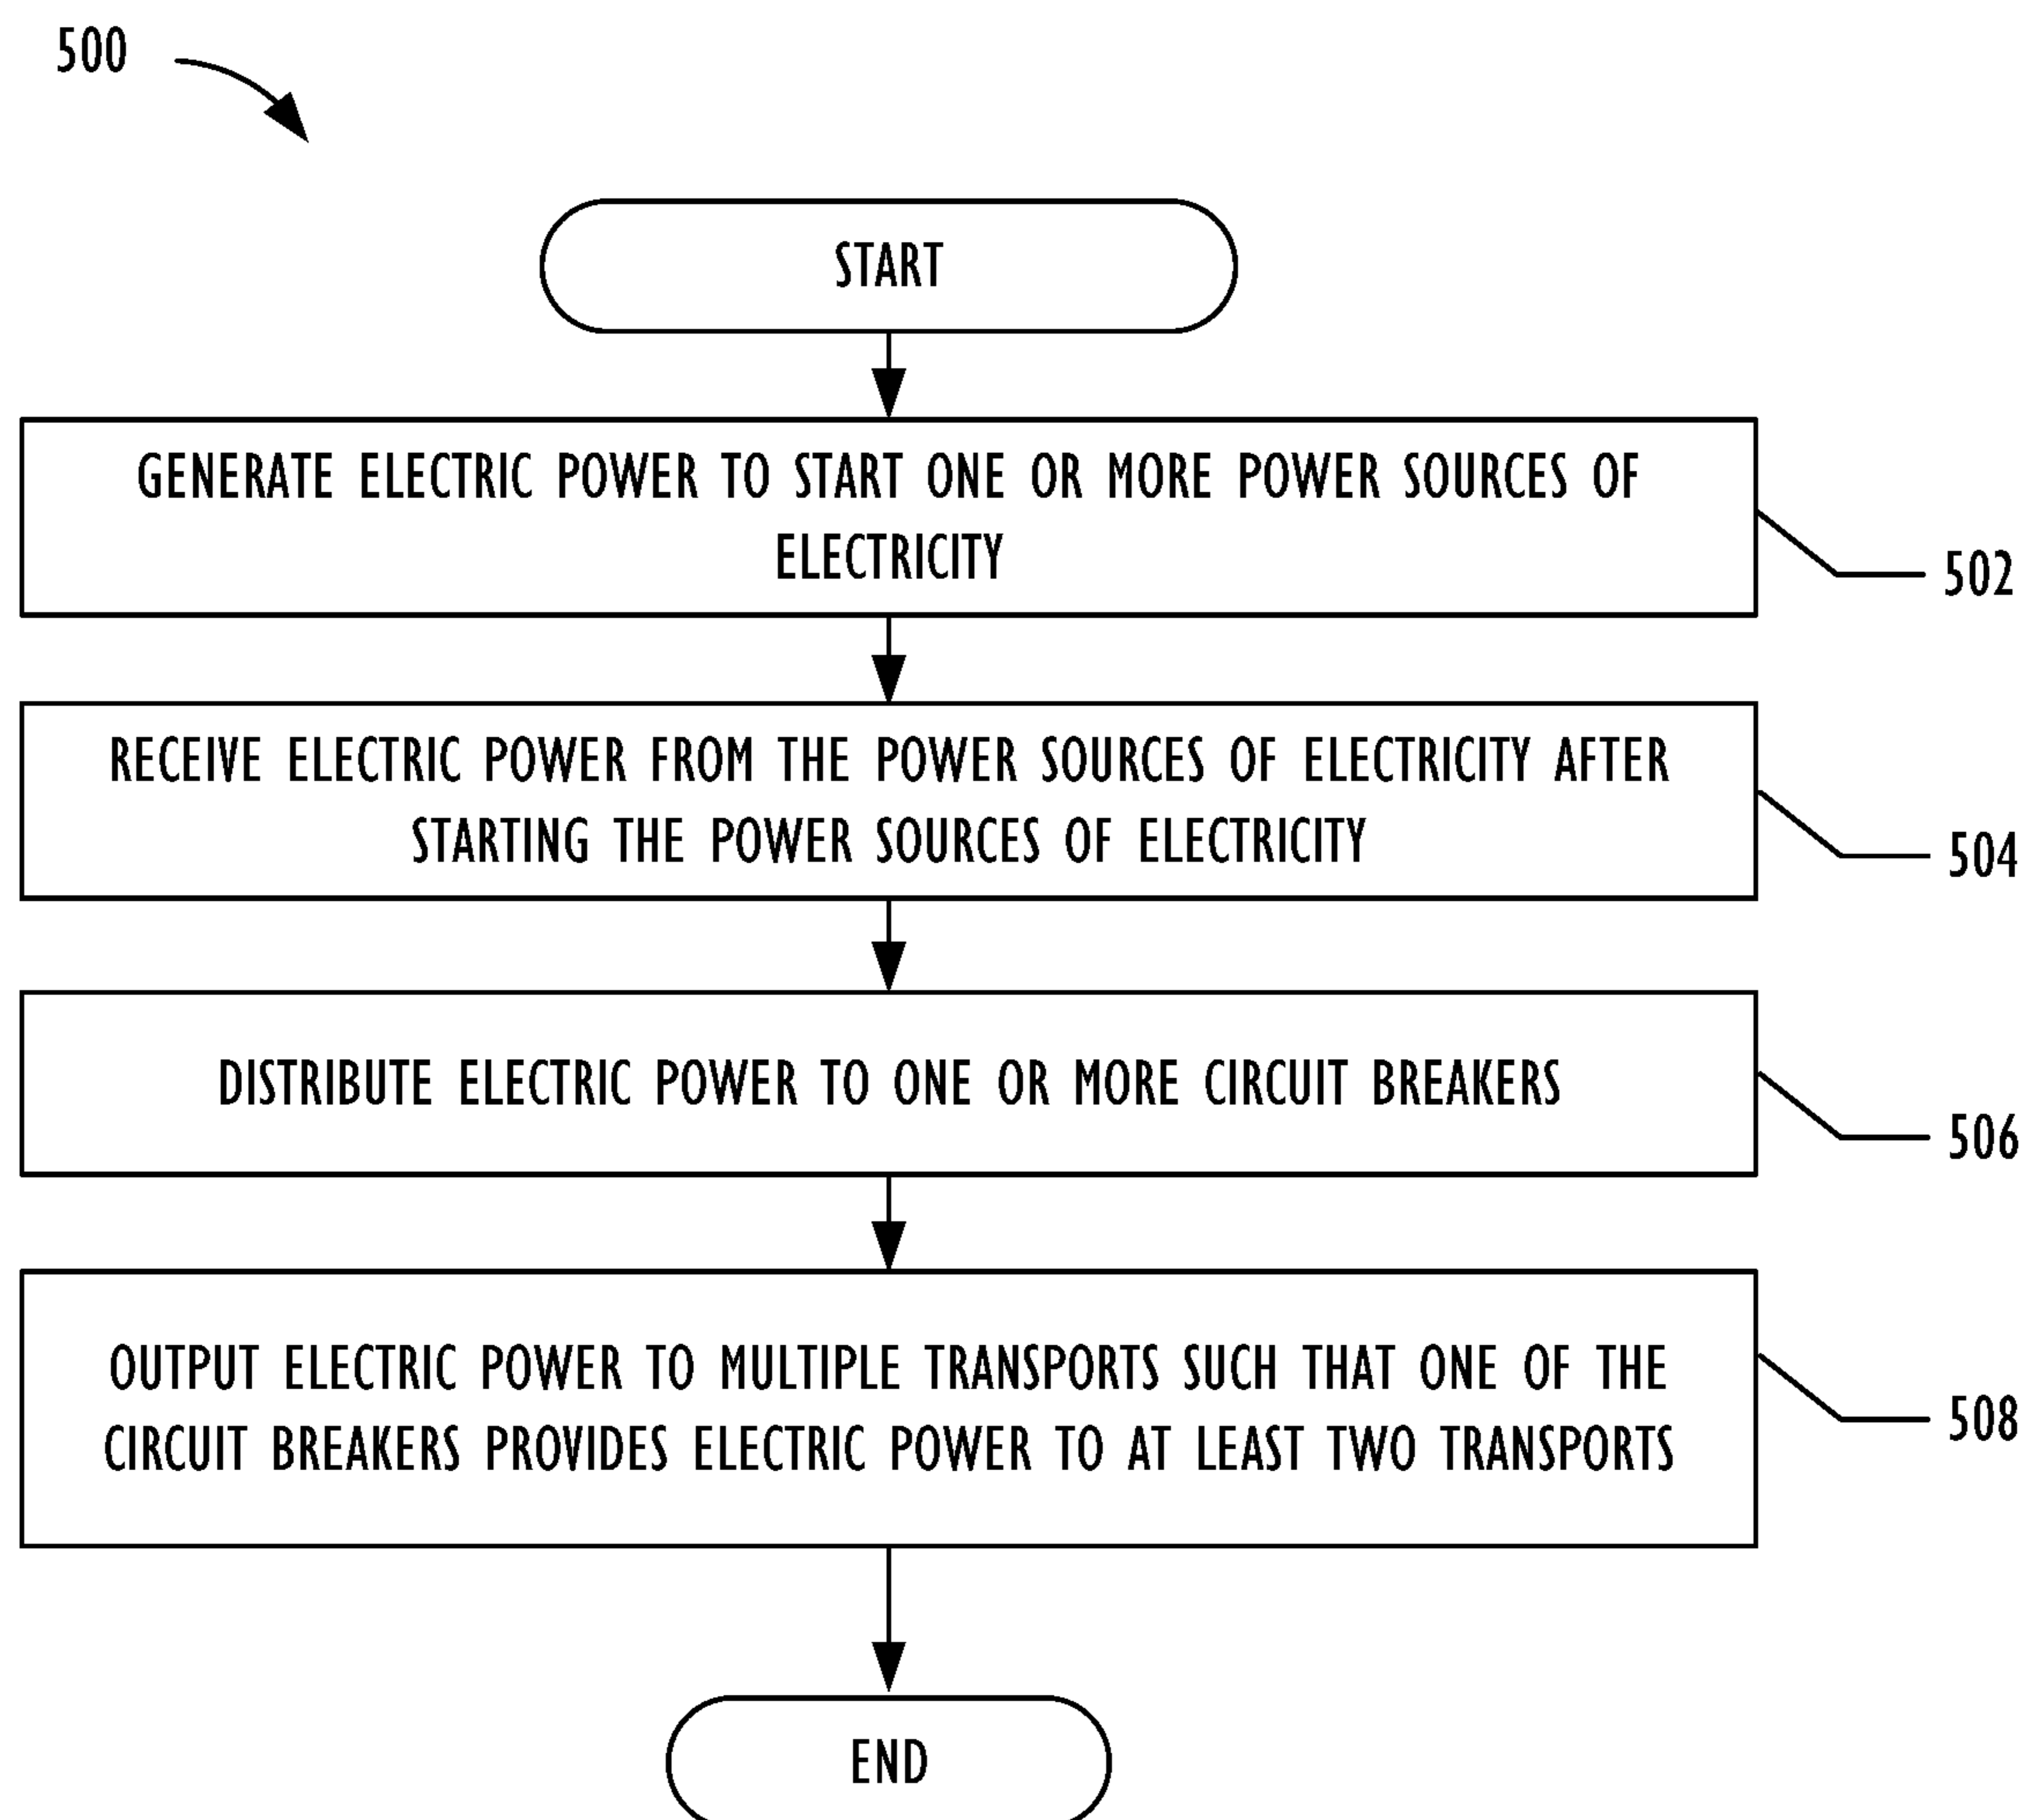 500
START
GENERATE ELECTRIC POWER TO START ONE OR MORE POWER SOURCES OF
ELECTRICITY
502
RECEIVE ELECTRIC POWER FROM THE POWER SOURCES OF ELECTRICITY AFTER
STARTING THE POWER SOURCES OF ELECTRICITY
504
DISTRIBUTE ELECTRIC POWER TO ONE OR MORE CIRCUIT BREAKERS
506
OUTPUT ELECTRIC POWER TO MULTIPLE TRANSPORTS SUCH THAT ONE OF THE
CIRCUIT BREAKERS PROVIDES ELECTRIC POWER TO AT LEAST TWO TRANSPORTS
508
END